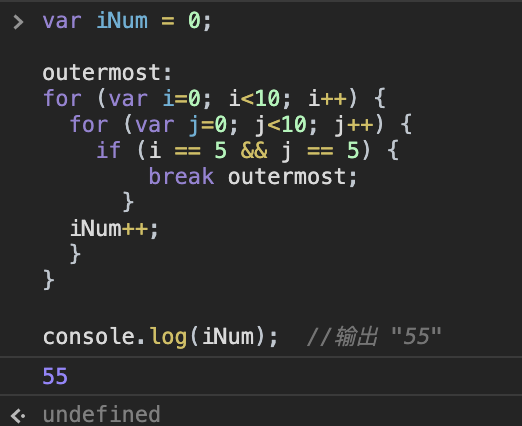 > var iNum = 0;
outermost:
for (var i=0; i<10; i++) {
for (var j=0; j<10; j++) {
if (i == 5 && j == 5) {
break outermost;
}
iNum++;
}
}
console.log(iNum); //输出 "55"
55
undefined